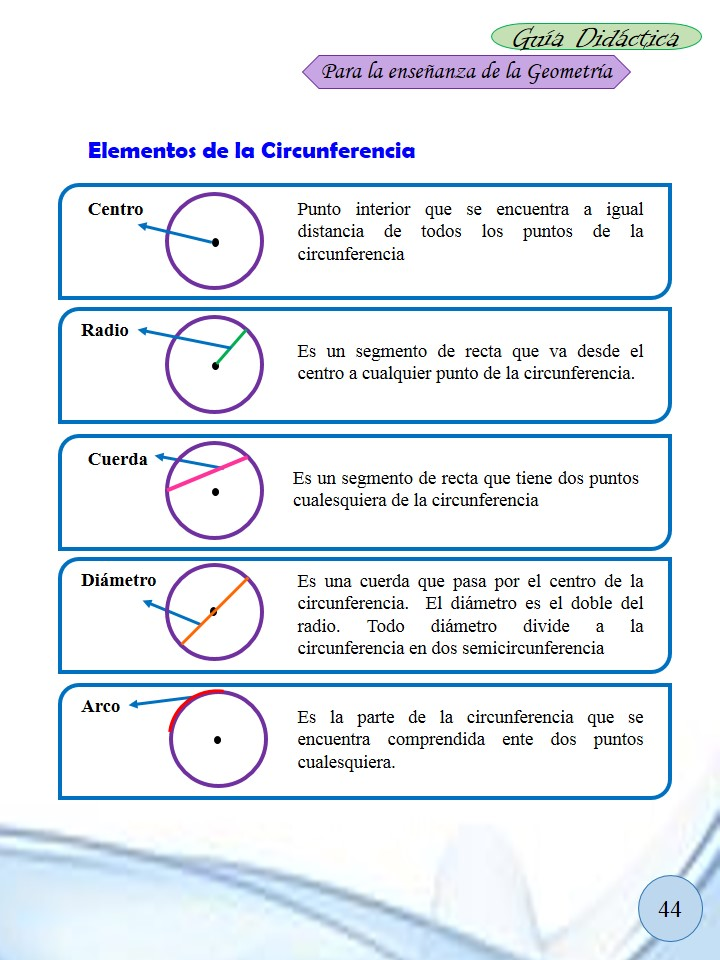 Guía Didáctica
Para la enseñanza de la Geometría
Elementos de la Circunferencia
Centro
Punto interior que se encuentra a igual
distancia de todos los puntos de la
circunferencia
Radio
Es un segmento de recta que va desde el
centro a cualquier punto de la circunferencia.
Cuerda
Es un segmento de recta que tiene dos puntos
cualesquiera de la circunferencia
Diámetro
Es una cuerda que pasa por el centro de la
circunferencia. El diámetro es el doble del
radio. Todo diámetro divide a la
circunferencia en dos semicircunferencia
Arco
Es la parte de la circunferencia que se
encuentra comprendida ente dos puntos
cualesquiera.
44